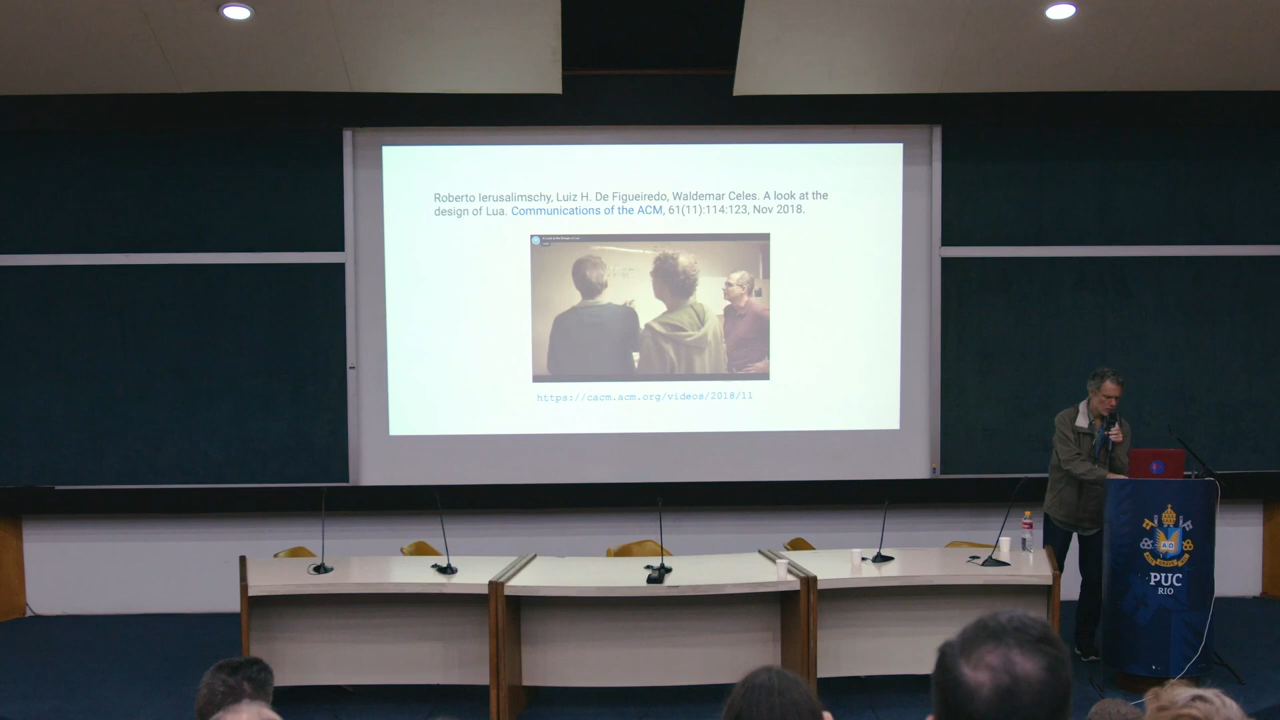 Roberto Ierusalimschy, Luiz H. De Figueiredo, Waldemar Celes. A look at the
design of Lua. Communications of the ACM, 61(11):114:123, Nov 2018.
https://cacm.acm.org/videos/2018/11
PUC
RIO